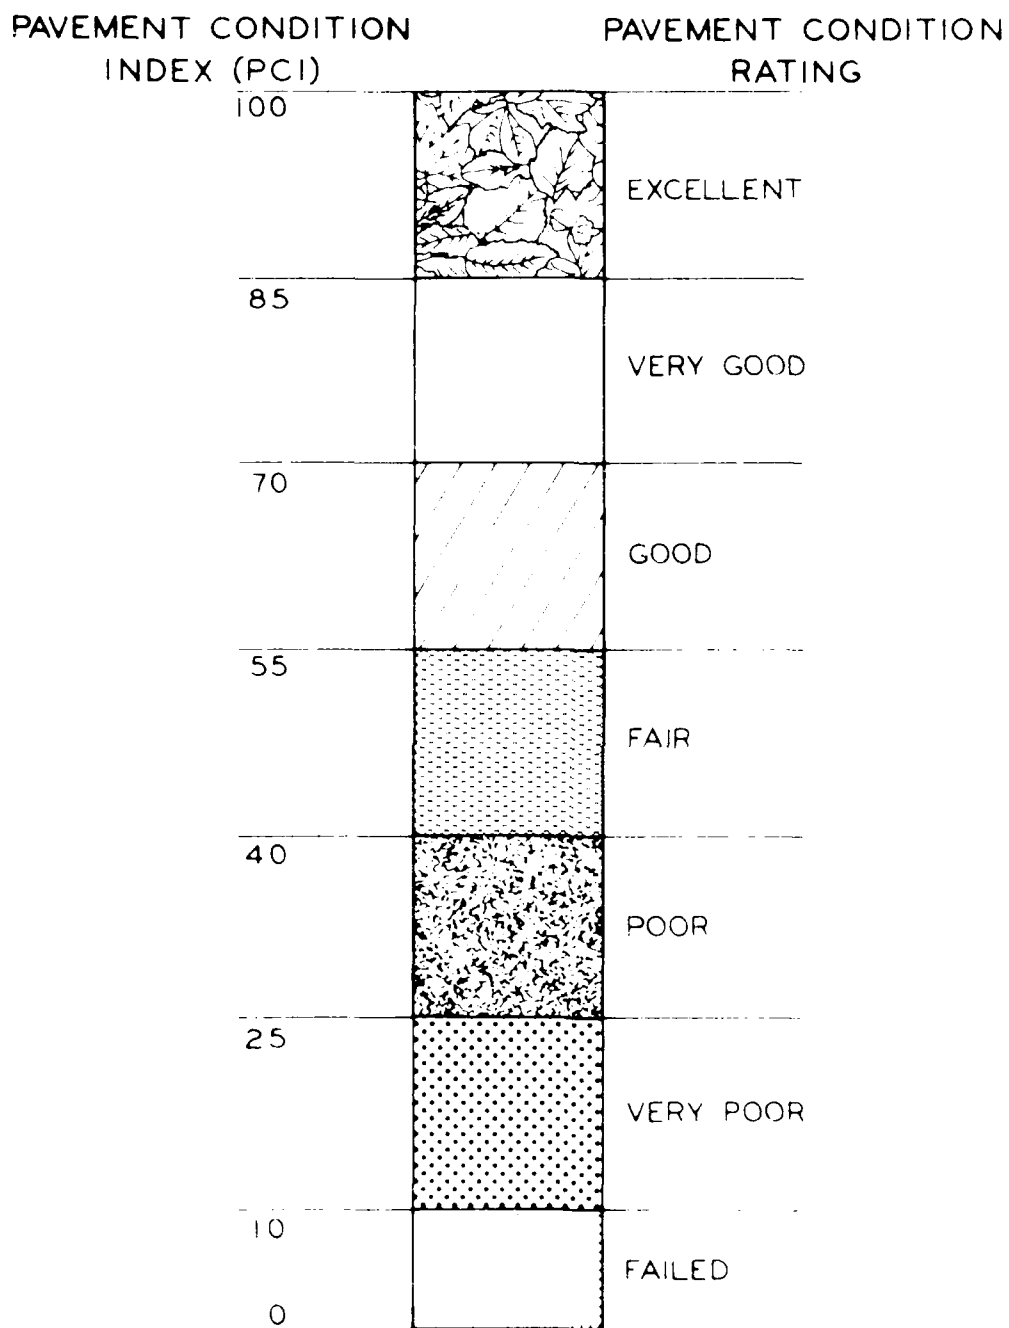 PAVEMENT CONDITION
INDEX (PCI)
PAVEMENT CONDITION
RATING
100
EXCELLENT
85
VERY GOOD
70
GOOD
55
FAIR
40
POOR
25
VERY POOR
10
FAILED
0